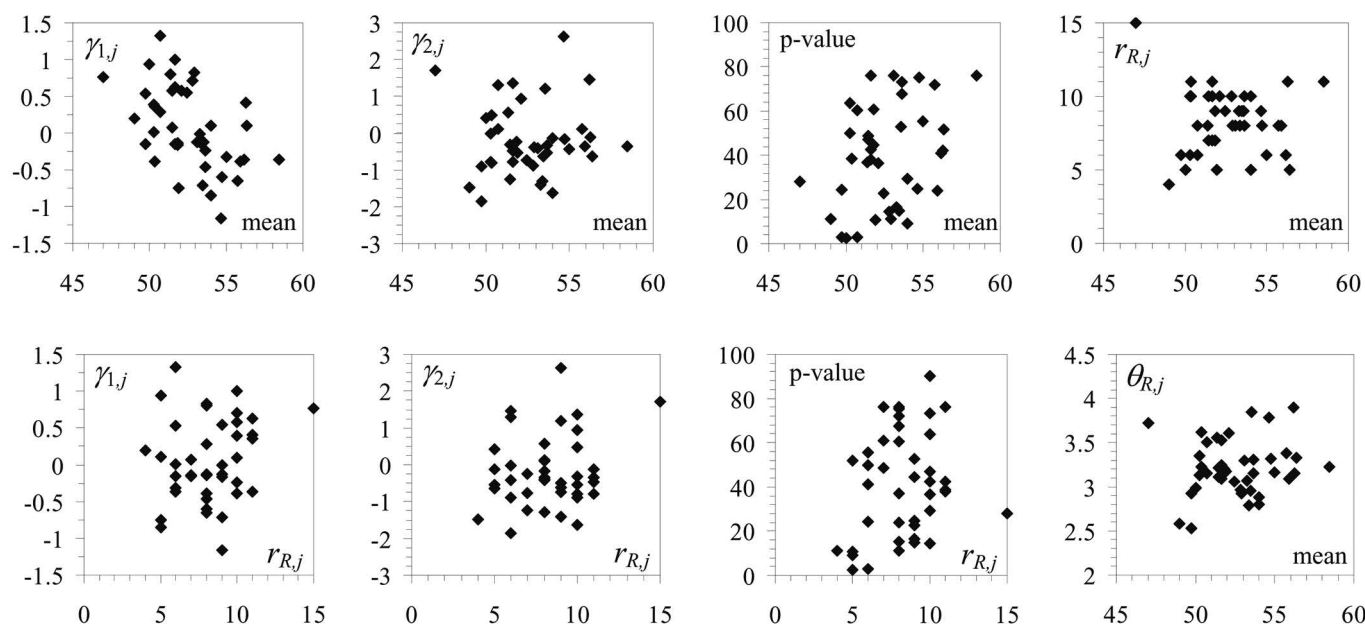 1.5 1 0.5 0 -0.5 -1 -1.5
γ1,j
mean
45 50 55 60
3 2 1 0 -1 -2 -3
γ2,j
mean
45 50 55 60
100 80 60 40 20 0
p-value
mean
45 50 55 60
15 10 5 0
rR,j
mean
45 50 55 60
1.5 1 0.5 0 -0.5 -1 -1.5
γ1,j
rR,j
0 5 10 15
3 2 1 0 -1 -2 -3
γ2,j
rR,j
0 5 10 15
100 80 60 40 20 0
p-value
rR,j
0 5 10 15
4.5 4 3.5 3 2.5 2
θR,j
mean
45 50 55 60